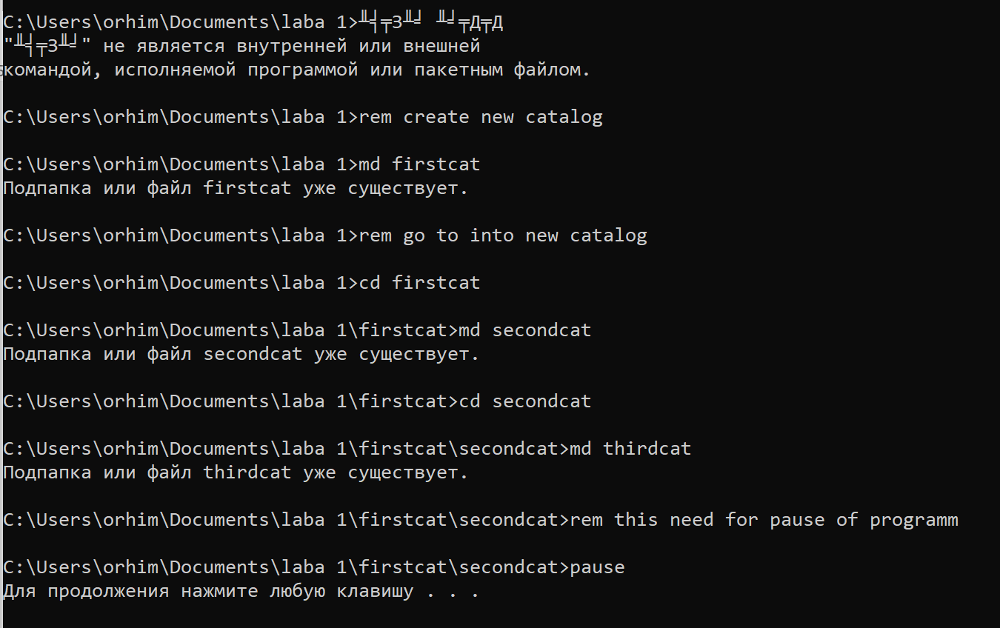 C:\Users\orhim\Documents\laba 1>╨┤╤З╨╛ ╨╛╤Д╤Д
"╨┤╤З╨╛" не является внутренней или внешней
командой, исполняемой программой или пакетным файлом.
C:\Users\orhim\Documents\laba 1>rem create new catalog
C:\Users\orhim\Documents\laba 1>md firstcat
Подпапка или файл firstcat уже существует.
C:\Users\orhim\Documents\laba 1>rem go to into new catalog
C:\Users\orhim\Documents\laba 1>cd firstcat
C:\Users\orhim\Documents\laba 1\firstcat>md secondcat
Подпапка или файл secondcat уже существует.
C:\Users\orhim\Documents\laba 1\firstcat>cd secondcat
C:\Users\orhim\Documents\laba 1\firstcat\secondcat>md thirdcat
Подпапка или файл thirdcat уже существует.
C:\Users\orhim\Documents\laba 1\firstcat\secondcat>rem this need for pause of programm
C:\Users\orhim\Documents\laba 1\firstcat\secondcat>pause
Для продолжения нажмите любую клавишу . . .